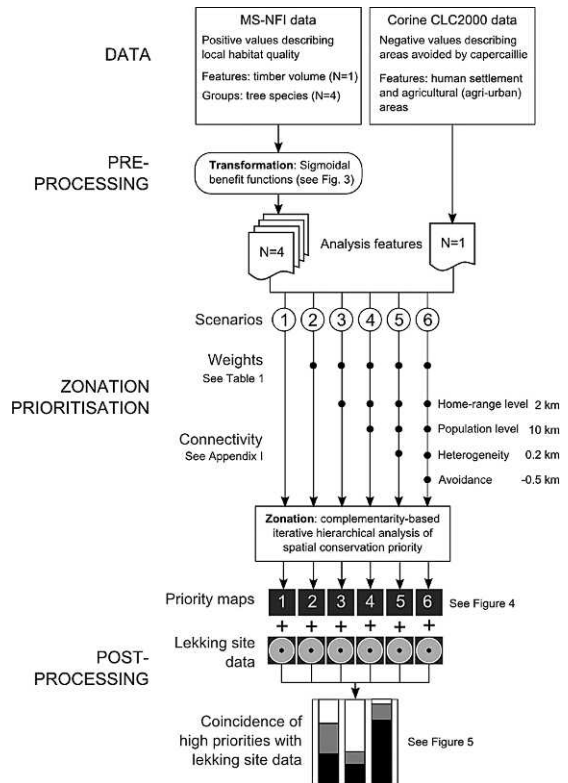 DATA
MS-NFI data
Positive values describing
local habitat quality
Features: timber volume (N=1)
Groups: tree species (N=4)
Corine CLC2000 data
Negative values describing
areas avoided by capercaillie
Features: human settlement
and agricultural (agri-urban)
areas
PRE-
PROCESSING
Transformation: Sigmoidal
benefit functions (see Fig. 3)
N=4
Analysis features
N=1
Scenarios
1 2 3 4 5 6
ZONATION
PRIORITISATION
Weights
See Table 1
Connectivity
See Appendix I
Home-range level 2 km
Population level 10 km
Heterogeneity 0.2 km
Avoidance -0.5 km
Zonation: complementarity-based
iterative hierarchical analysis of
spatial conservation priority
Priority maps
1 2 3 4 5 6
See Figure 4
+ + + + + +
POST-
PROCESSING
Lekking site
data
Coincidence of
high priorities with
lekking site data
See Figure 5